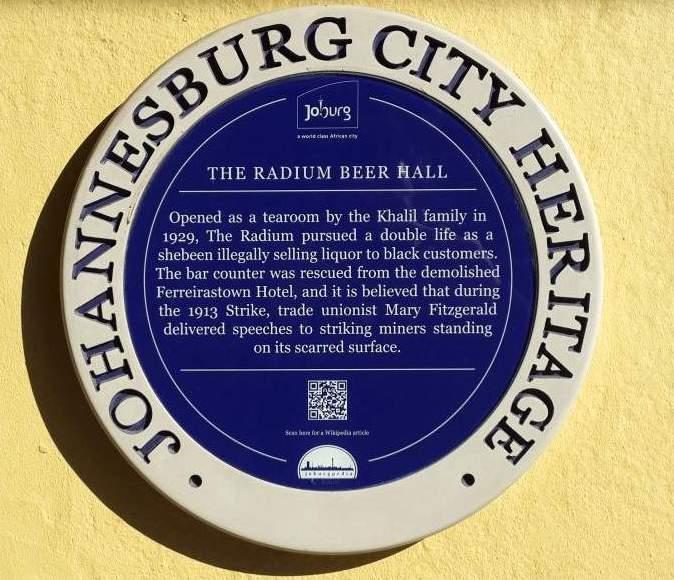 JOHANNESBURG CITY HERITAGE
Joburg
a world class African city
THE RADIUM BEER HALL
Opened as a tearoom by the Khalil family in
1929, The Radium pursued a double life as a
shebeen illegally selling liquor to black customers.
The bar counter was rescued from the demolished
Ferreirastown Hotel, and it is believed that during
the 1913 Strike, trade unionist Mary Fitzgerald
delivered speeches to striking miners standing
on its scarred surface.
Scan here for a Wikipedia article
joburgpedia